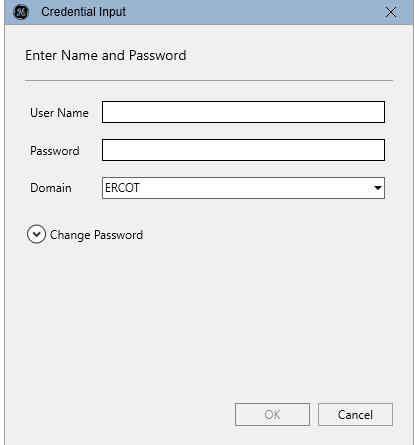 Credential Input
Enter Name and Password
User Name
Password
Domain ERCOT
Change Password
OK Cancel